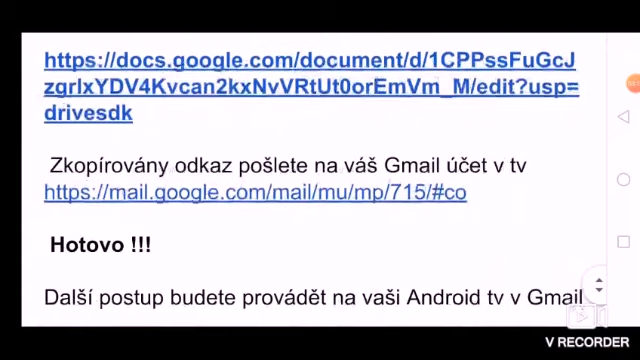 https://docs.google.com/document/d/1CPPssFuGcJ
zgrIxYDV4Kvcan2kxNvVRtUt0orEmVm_M/edit?usp=
drivesdk
Zkopírovány odkaz pošlete na váš Gmail účet v tv
https://mail.google.com/mail/mu/mp/715/#co
Hotovo !!!
Další postup budete provádět na vaši Android tv v Gmail
V RECORDER